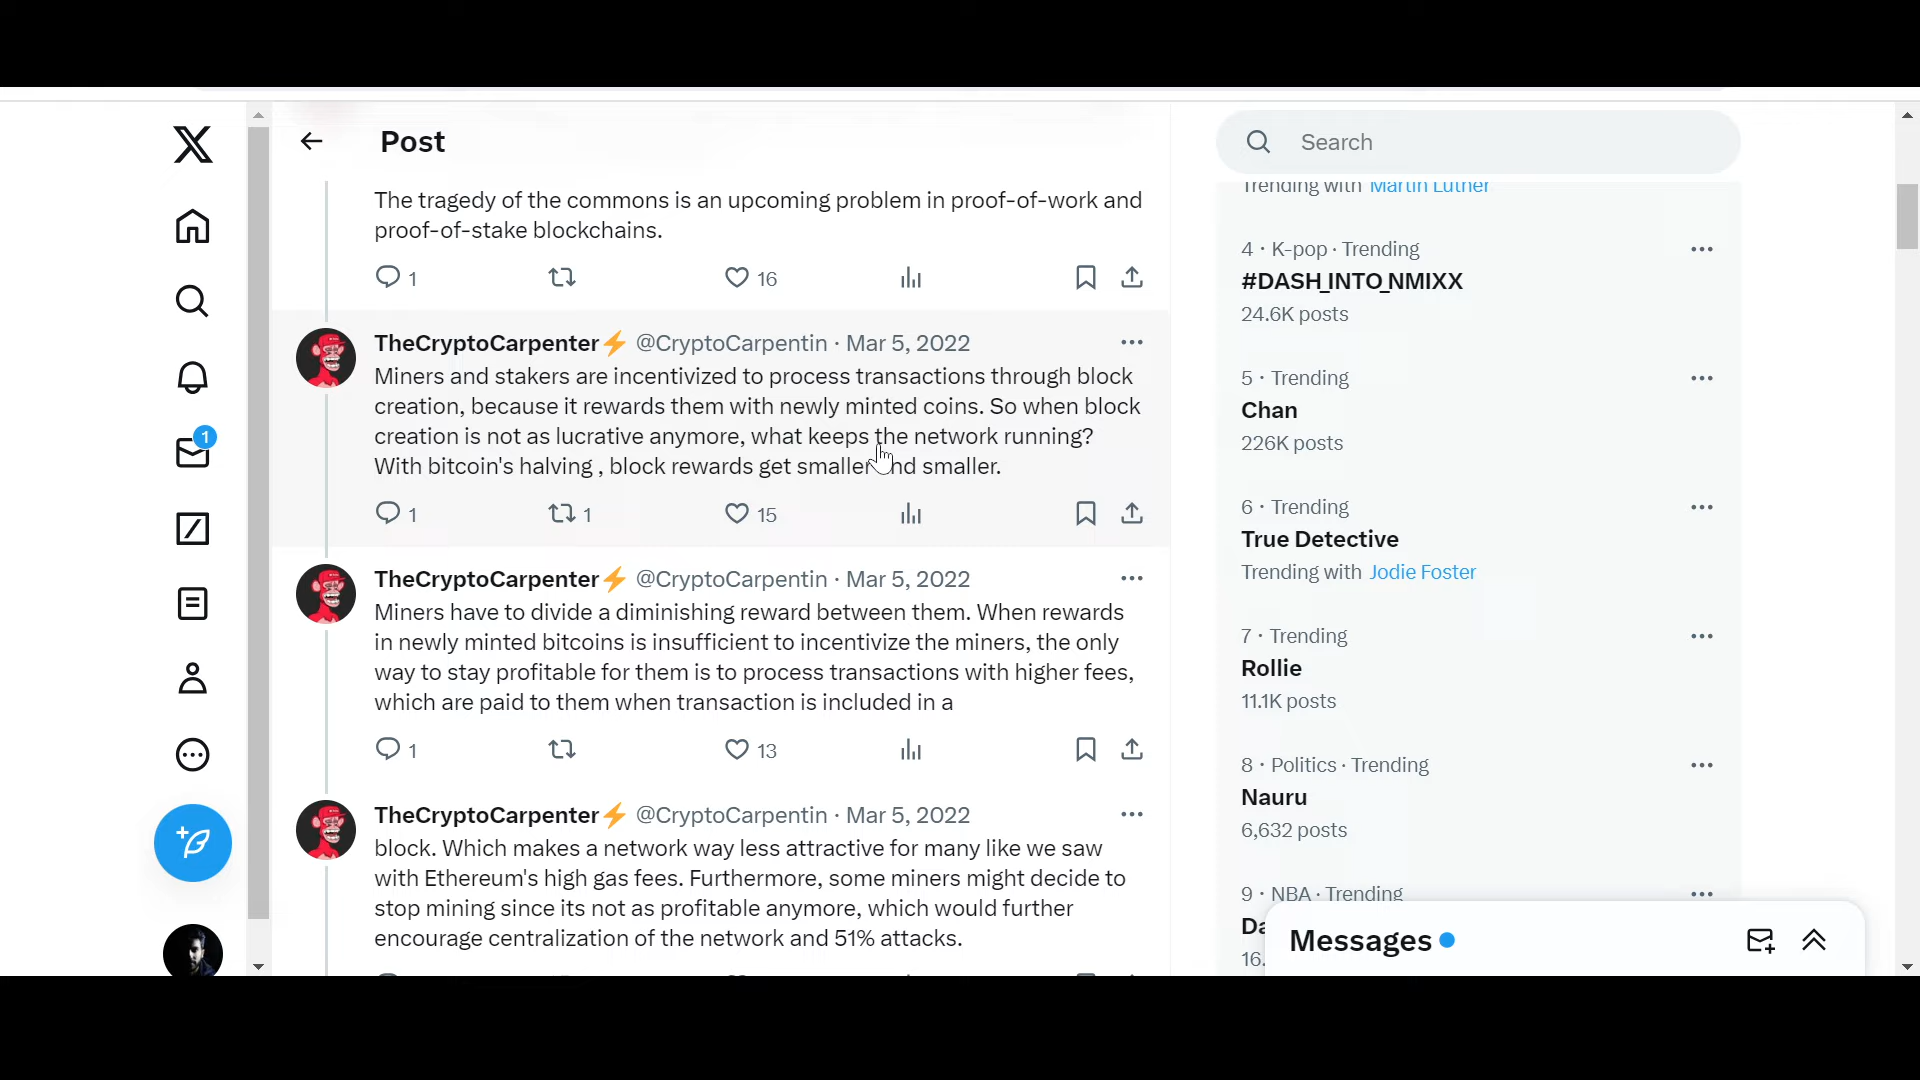 Post
The tragedy of the commons is an upcoming problem in proof-of-work and
proof-of-stake blockchains.
1
16
TheCryptoCarpenter⚡ @CryptoCarpentin · Mar 5, 2022
Miners and stakers are incentivized to process transactions through block
creation, because it rewards them with newly minted coins. So when block
creation is not as lucrative anymore, what keeps the network running?
With bitcoin's halving , block rewards get smaller and smaller.
1
1
15
TheCryptoCarpenter⚡ @CryptoCarpentin · Mar 5, 2022
Miners have to divide a diminishing reward between them. When rewards
in newly minted bitcoins is insufficient to incentivize the miners, the only
way to stay profitable for them is to process transactions with higher fees,
which are paid to them when transaction is included in a
1
13
TheCryptoCarpenter⚡ @CryptoCarpentin · Mar 5, 2022
block. Which makes a network way less attractive for many like we saw
with Ethereum's high gas fees. Furthermore, some miners might decide to
stop mining since its not as profitable anymore, which would further
encourage centralization of the network and 51% attacks.
1
Search
Trending with Martin Luther
4 · K-pop · Trending
#DASH_INTO_NMIXX
24.6K posts
5 · Trending
Chan
226K posts
6 · Trending
True Detective
Trending with Jodie Foster
7 · Trending
Rollie
11.1K posts
8 · Politics · Trending
Nauru
6,632 posts
9 · NBA · Trending
Da
16.
Messages